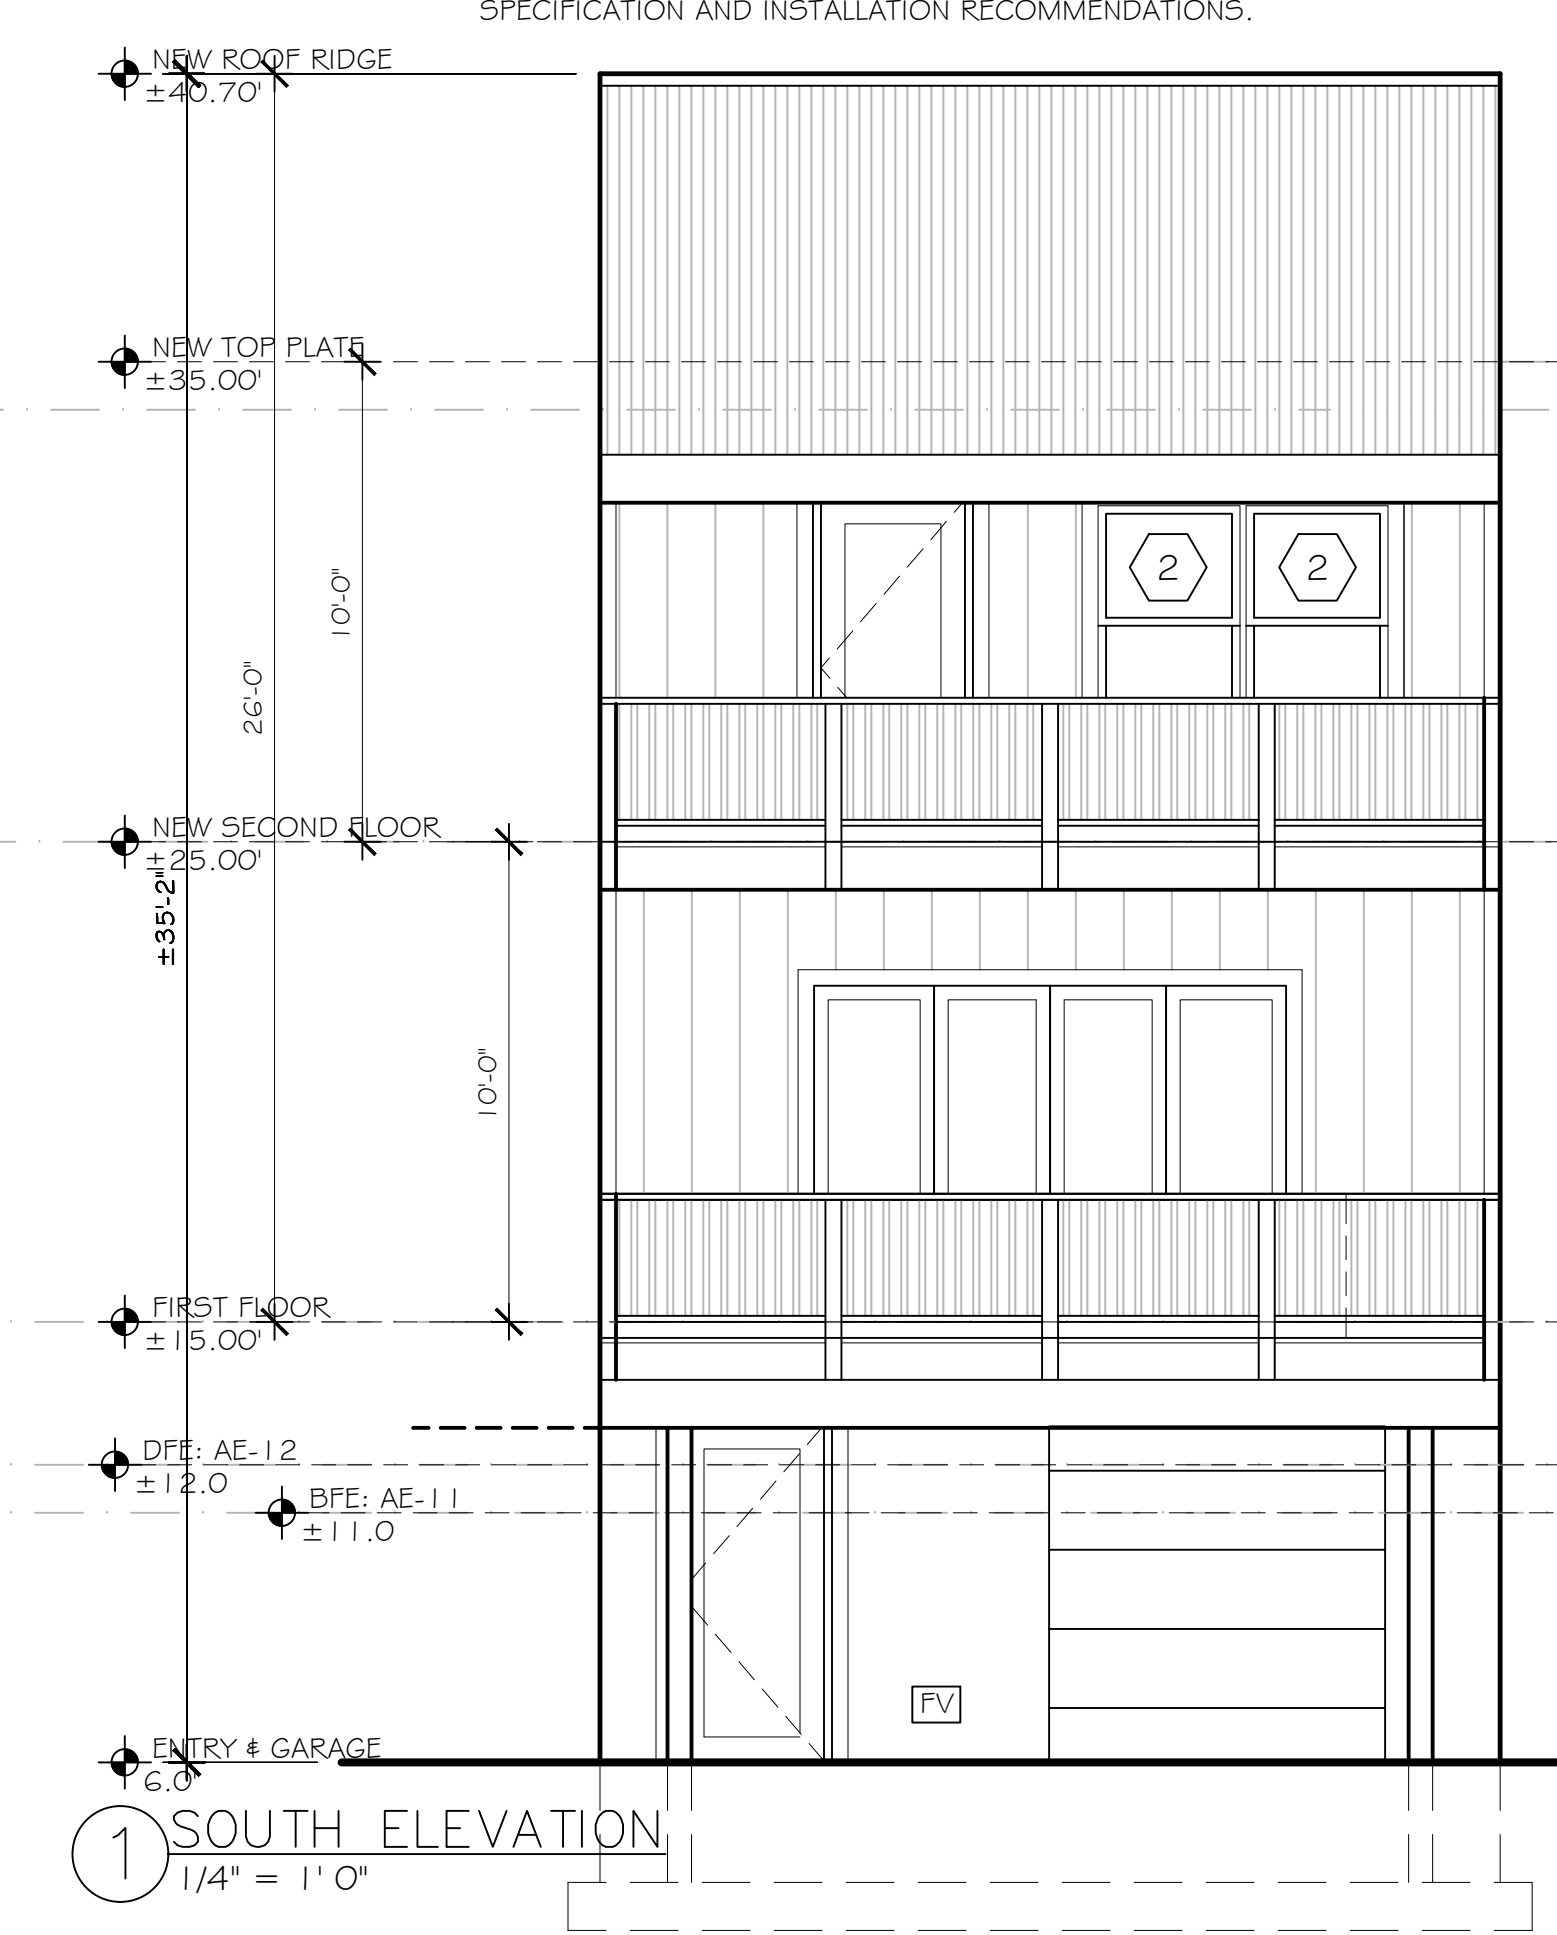 SPECIFICATION AND INSTALLATION RECOMMENDATIONS.
NEW ROOF RIDGE
±40.70'
NEW TOP PLATE
±35.00'
10'-0"
2
2
26'-0"
NEW SECOND FLOOR
±25.00'
±35'-2"
10'-0"
FIRST FLOOR
±15.00'
DFE: AE-12
±12.0
BFE: AE-11
±11.0
FV
ENTRY & GARAGE
6.0'
1 SOUTH ELEVATION
1/4" = 1' 0"